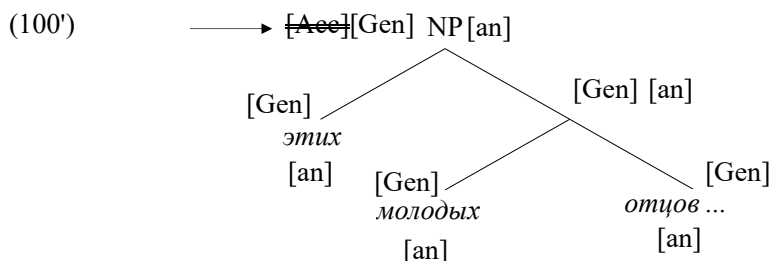 (100') [Acc][Gen] NP[an]
[Gen] [an]
[Gen]
этих
[an]
[Gen]
[Gen]
молодых
отцов ...
[an]
[an]